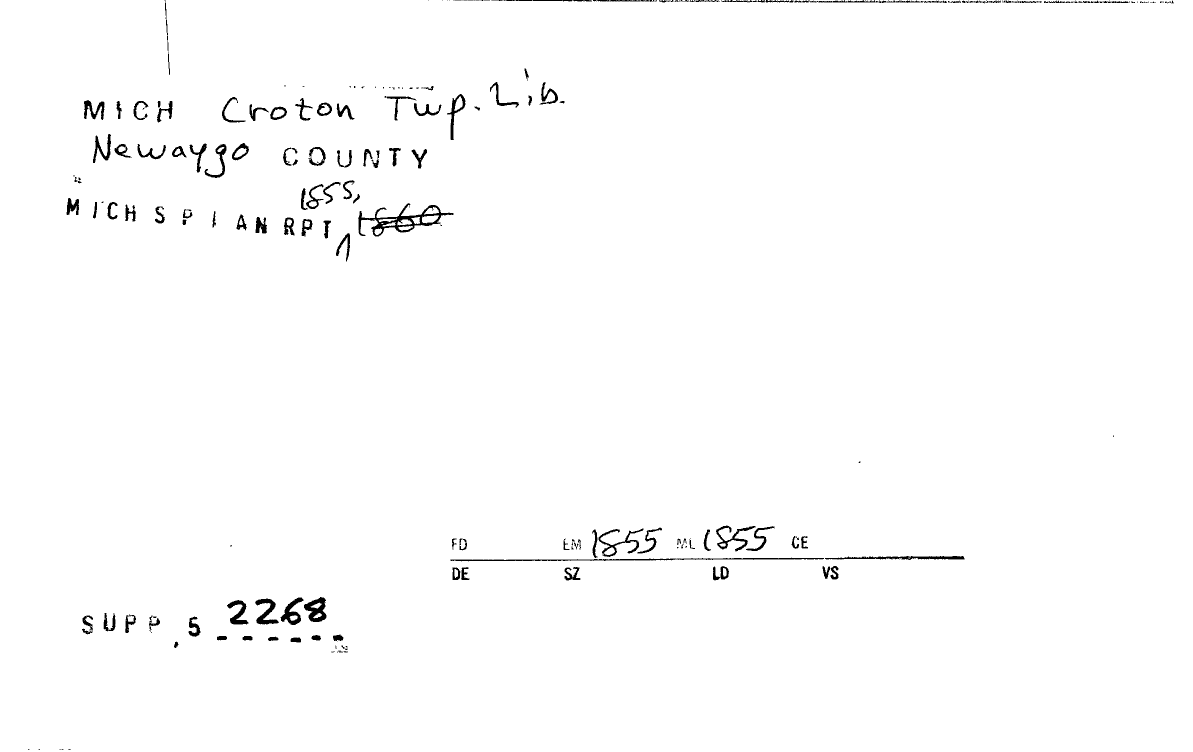 MICH Croton Twp. Lib.
Newaygo COUNTY
1855,
MICH S P I AN RPT, 1860
FD EM 1855 ML 1855 CE
DE SZ LD VS
SUPP, 5 2268